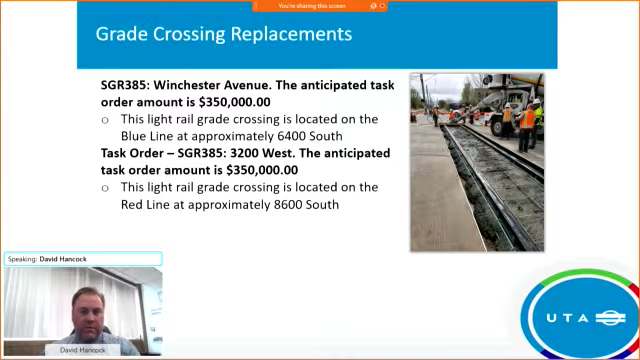 You're sharing this screen
Grade Crossing Replacements
SGR385: Winchester Avenue. The anticipated task
order amount is $350,000.00
o This light rail grade crossing is located on the
Blue Line at approximately 6400 South
Task Order – SGR385: 3200 West. The anticipated
task order amount is $350,000.00
o This light rail grade crossing is located on the
Red Line at approximately 8600 South
Speaking: David Hancock
David Hancock
UTA